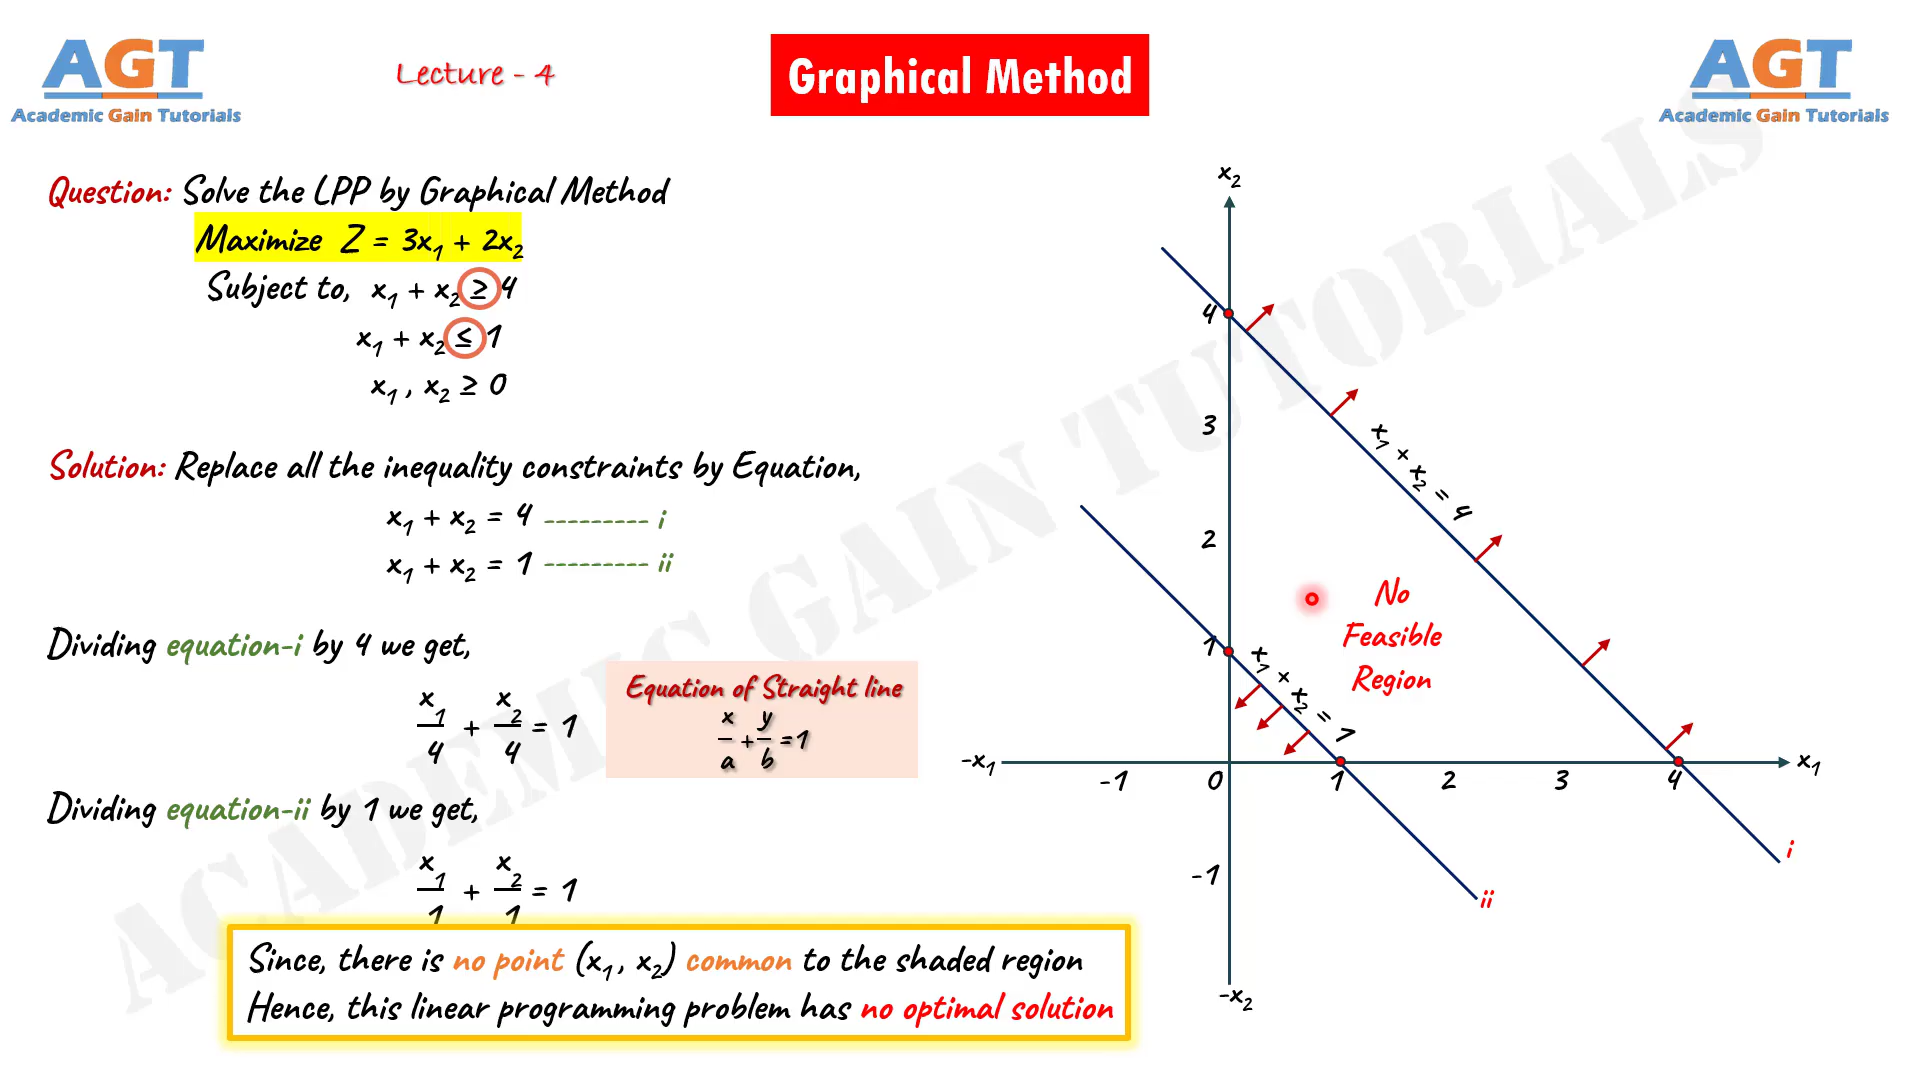 AGT
Academic Gain Tutorials
Lecture - 4
Graphical Method
AGT
Academic Gain Tutorials
Question: Solve the LPP by Graphical Method
Maximize Z = 3x₁ + 2x₂
Subject to, x₁ + x₂ ≥ 4
x₁ + x₂ ≤ 1
x₁ , x₂ ≥ 0
Solution: Replace all the inequality constraints by Equation,
x₁ + x₂ = 4 --------- i
x₁ + x₂ = 1 --------- ii
Dividing equation-i by 4 we get,
x₁/4 + x₂/4 = 1
Equation of Straight line
x/a + y/b = 1
Dividing equation-ii by 1 we get,
x₁/1 + x₂/1 = 1
Since, there is no point (x₁ , x₂) common to the shaded region
Hence, this linear programming problem has no optimal solution
x₂
4
3
2
1
-1
-x₂
-x₁
-1
0
1
2
3
4
x₁
x₁ + x₂ = 4
x₁ + x₂ = 1
No
Feasible
Region
i
ii
ACADEMIC GAIN TUTORIALS